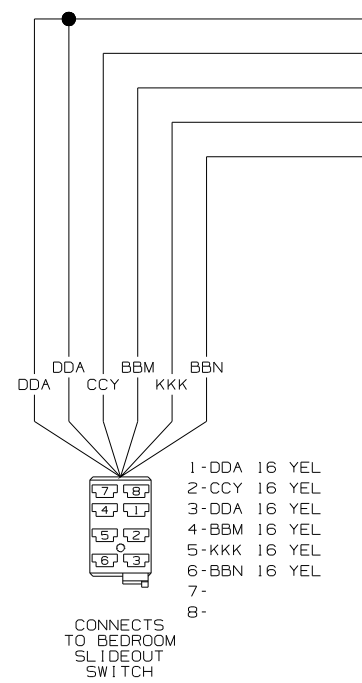 DDA BBM BBN
DDA CCY KKK
1-DDA 16 YEL
2-CCY 16 YEL
3-DDA 16 YEL
4-BBM 16 YEL
5-KKK 16 YEL
6-BBN 16 YEL
7-
8-
7 8
4 1
5 2
6 3
CONNECTS
TO BEDROOM
SLIDEOUT
SWITCH